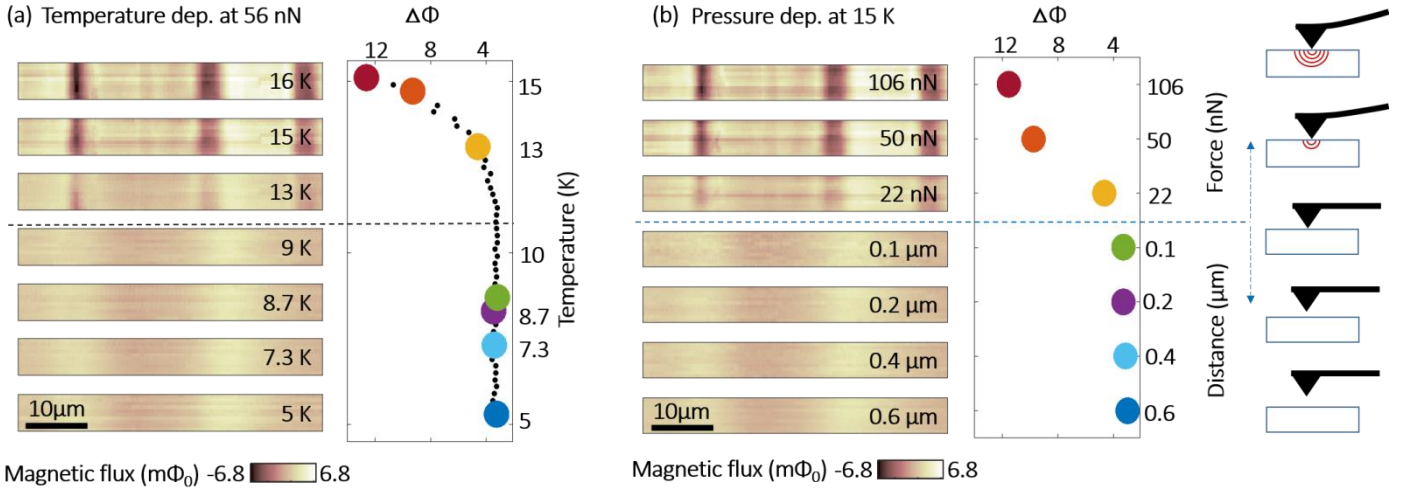 (a) Temperature dep. at 56 nN
ΔΦ
12 8 4
16 K
15 K
13 K
9 K
8.7 K
7.3 K
5 K
10μm
15
13
10
8.7
7.3
5
Temperature (K)
Magnetic flux (mΦ₀) -6.8 6.8
(b) Pressure dep. at 15 K
ΔΦ
12 8 4
106 nN
50 nN
22 nN
0.1 μm
0.2 μm
0.4 μm
0.6 μm
10μm
106
50
22
0.1
0.2
0.4
0.6
Force (nN)
Distance (μm)
Magnetic flux (mΦ₀) -6.8 6.8